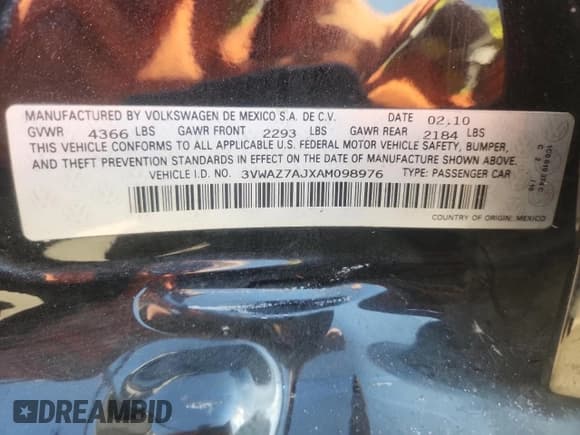 MANUFACTURED BY VOLKSWAGEN DE MEXICO S.A. DE C.V. DATE 02.10
GVWR 4366 LBS GAWR FRONT 2293 LBS GAWR REAR 2184 LBS
THIS VEHICLE CONFORMS TO ALL APPLICABLE U.S. FEDERAL MOTOR VEHICLE SAFETY, BUMPER,
AND THEFT PREVENTION STANDARDS IN EFFECT ON THE DATE OF MANUFACTURE SHOWN ABOVE.
VEHICLE I.D. NO. 3VWAZ7AJXAM098976 TYPE: PASSENGER CAR
COUNTRY OF ORIGIN: MEXICO
DREAMBID